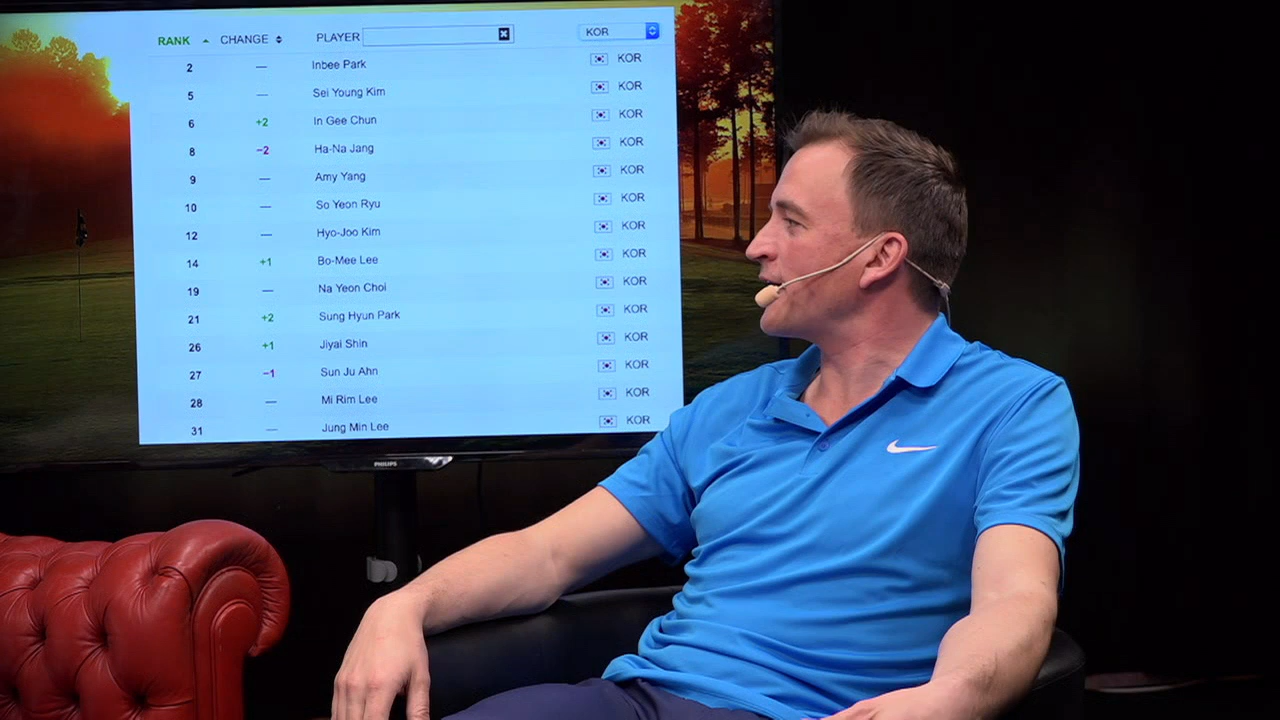 RANK CHANGE PLAYER KOR
2 — Inbee Park KOR
5 — Sei Young Kim KOR
6 +2 In Gee Chun KOR
8 −2 Ha-Na Jang KOR
9 — Amy Yang KOR
10 — So Yeon Ryu KOR
12 — Hyo-Joo Kim KOR
14 +1 Bo-Mee Lee KOR
19 — Na Yeon Choi KOR
21 +2 Sung Hyun Park KOR
26 +1 Jiyai Shin KOR
27 −1 Sun Ju Ahn KOR
28 — Mi Rim Lee KOR
31 — Jung Min Lee KOR
PHILIPS